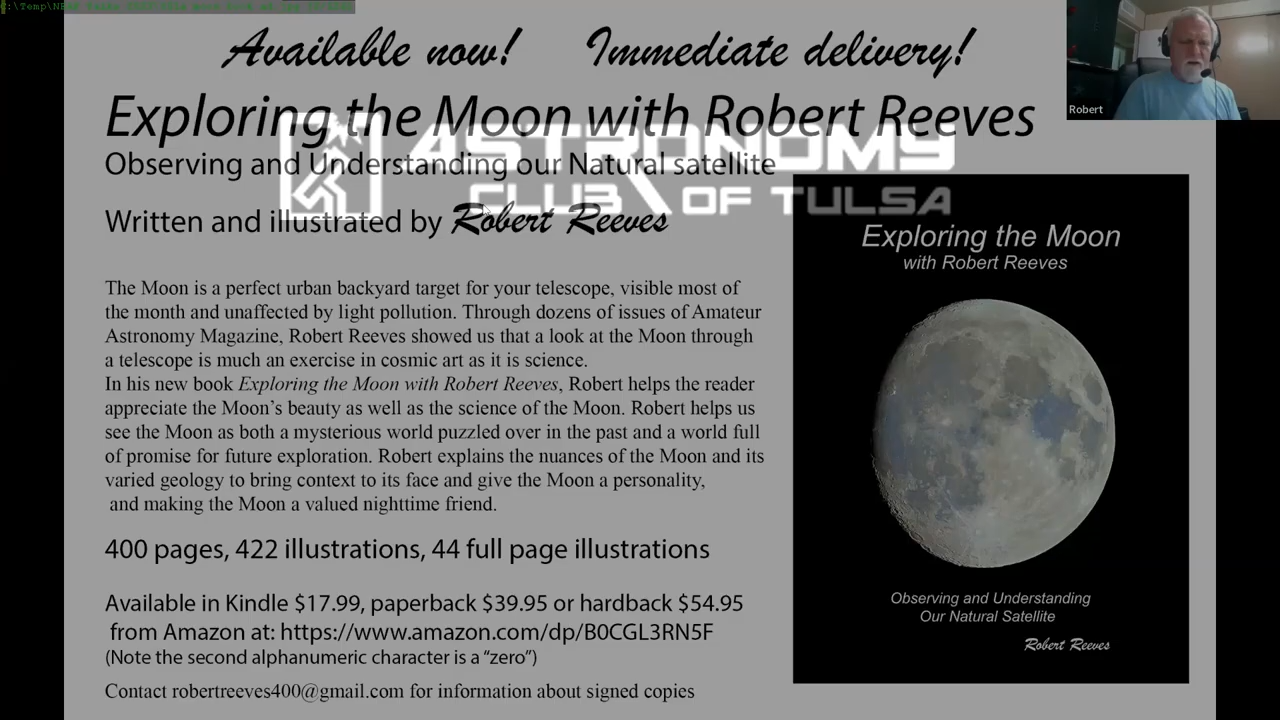 Available now! Immediate delivery!
Robert
Exploring the Moon with Robert Reeves
ASTRONOMY
CLUB OF TULSA
Observing and Understanding our Natural satellite
Written and illustrated by Robert Reeves
The Moon is a perfect urban backyard target for your telescope, visible most of
the month and unaffected by light pollution. Through dozens of issues of Amateur
Astronomy Magazine, Robert Reeves showed us that a look at the Moon through
a telescope is much an exercise in cosmic art as it is science.
In his new book Exploring the Moon with Robert Reeves, Robert helps the reader
appreciate the Moon's beauty as well as the science of the Moon. Robert helps us
see the Moon as both a mysterious world puzzled over in the past and a world full
of promise for future exploration. Robert explains the nuances of the Moon and its
varied geology to bring context to its face and give the Moon a personality,
and making the Moon a valued nighttime friend.
400 pages, 422 illustrations, 44 full page illustrations
Available in Kindle $17.99, paperback $39.95 or hardback $54.95
from Amazon at: https://www.amazon.com/dp/B0CGL3RN5F
(Note the second alphanumeric character is a “zero”)
Contact robertreeves400@gmail.com for information about signed copies
Exploring the Moon
with Robert Reeves
Observing and Understanding
Our Natural Satellite
Robert Reeves